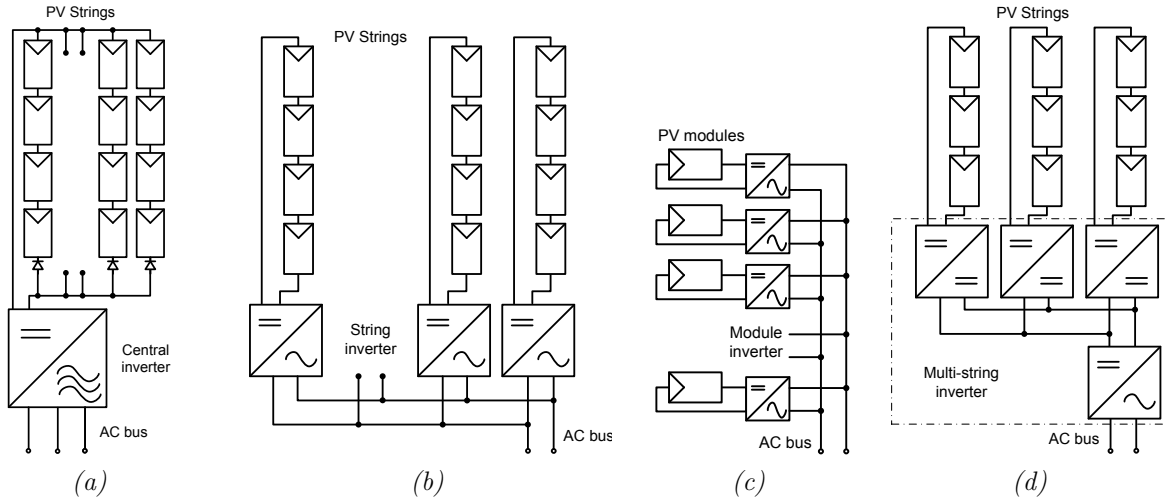 PV Strings
Central
inverter
AC bus
(a)
PV Strings
String
inverter
AC bus
(b)
PV modules
Module
inverter
AC bus
(c)
PV Strings
Multi-string
inverter
AC bus
(d)